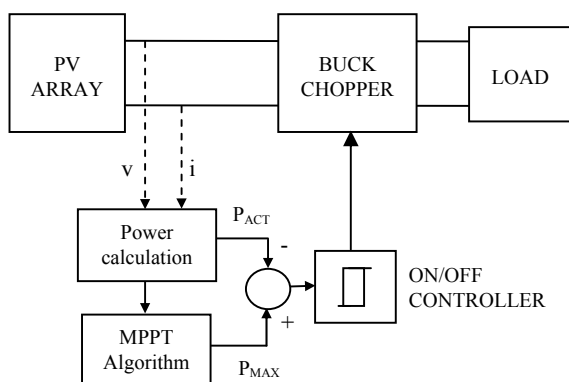 PV
ARRAY
BUCK
CHOPPER
LOAD
v
i
Power
calculation
P_ACT
-
+
ON/OFF
CONTROLLER
MPPT
Algorithm
P_MAX